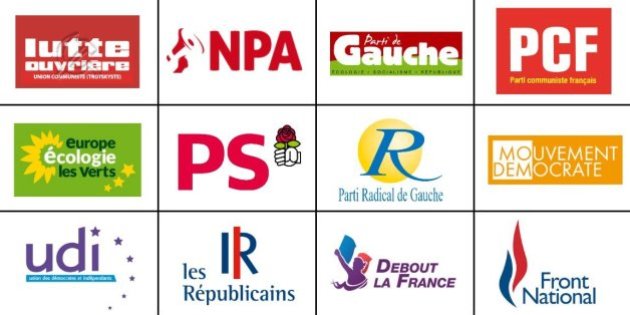 lutte
ouvrière
UNION COMMUNISTE (TROTSKYSTE)
NPA
Parti de
Gauche
ÉCOLOGIE • SOCIALISME • RÉPUBLIQUE
PCF
Parti communiste français
europe
écologie
les Verts
PS
R
Parti Radical de Gauche
MOUVEMENT
DEMOCRATE
udi
union des démocrates et indépendants
R
les
Républicains
DEBOUT
LA FRANCE
Front
National